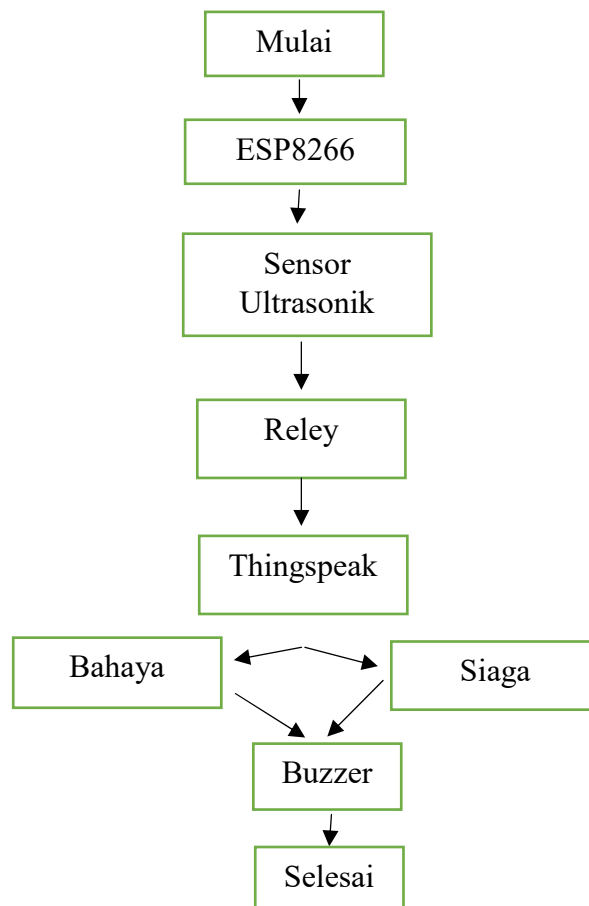 Mulai
ESP8266
Sensor
Ultrasonik
Reley
Thingspeak
Bahaya
Siaga
Buzzer
Selesai